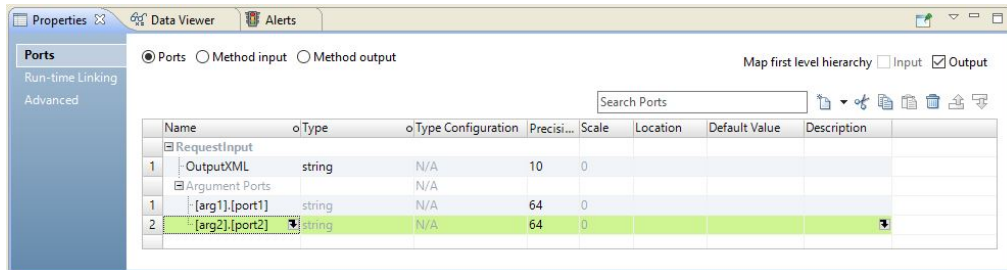 Properties Data Viewer Alerts
Ports
Run-time Linking
Advanced
Ports Method input Method output
Map first level hierarchy Input Output
Search Ports
Name Type Type Configuration Precisi... Scale Location Default Value Description
RequestInput
1 OutputXML string N/A 10 0
Argument Ports N/A
1 [arg1].[port1] string N/A 64 0
2 [arg2].[port2] string N/A 64 0